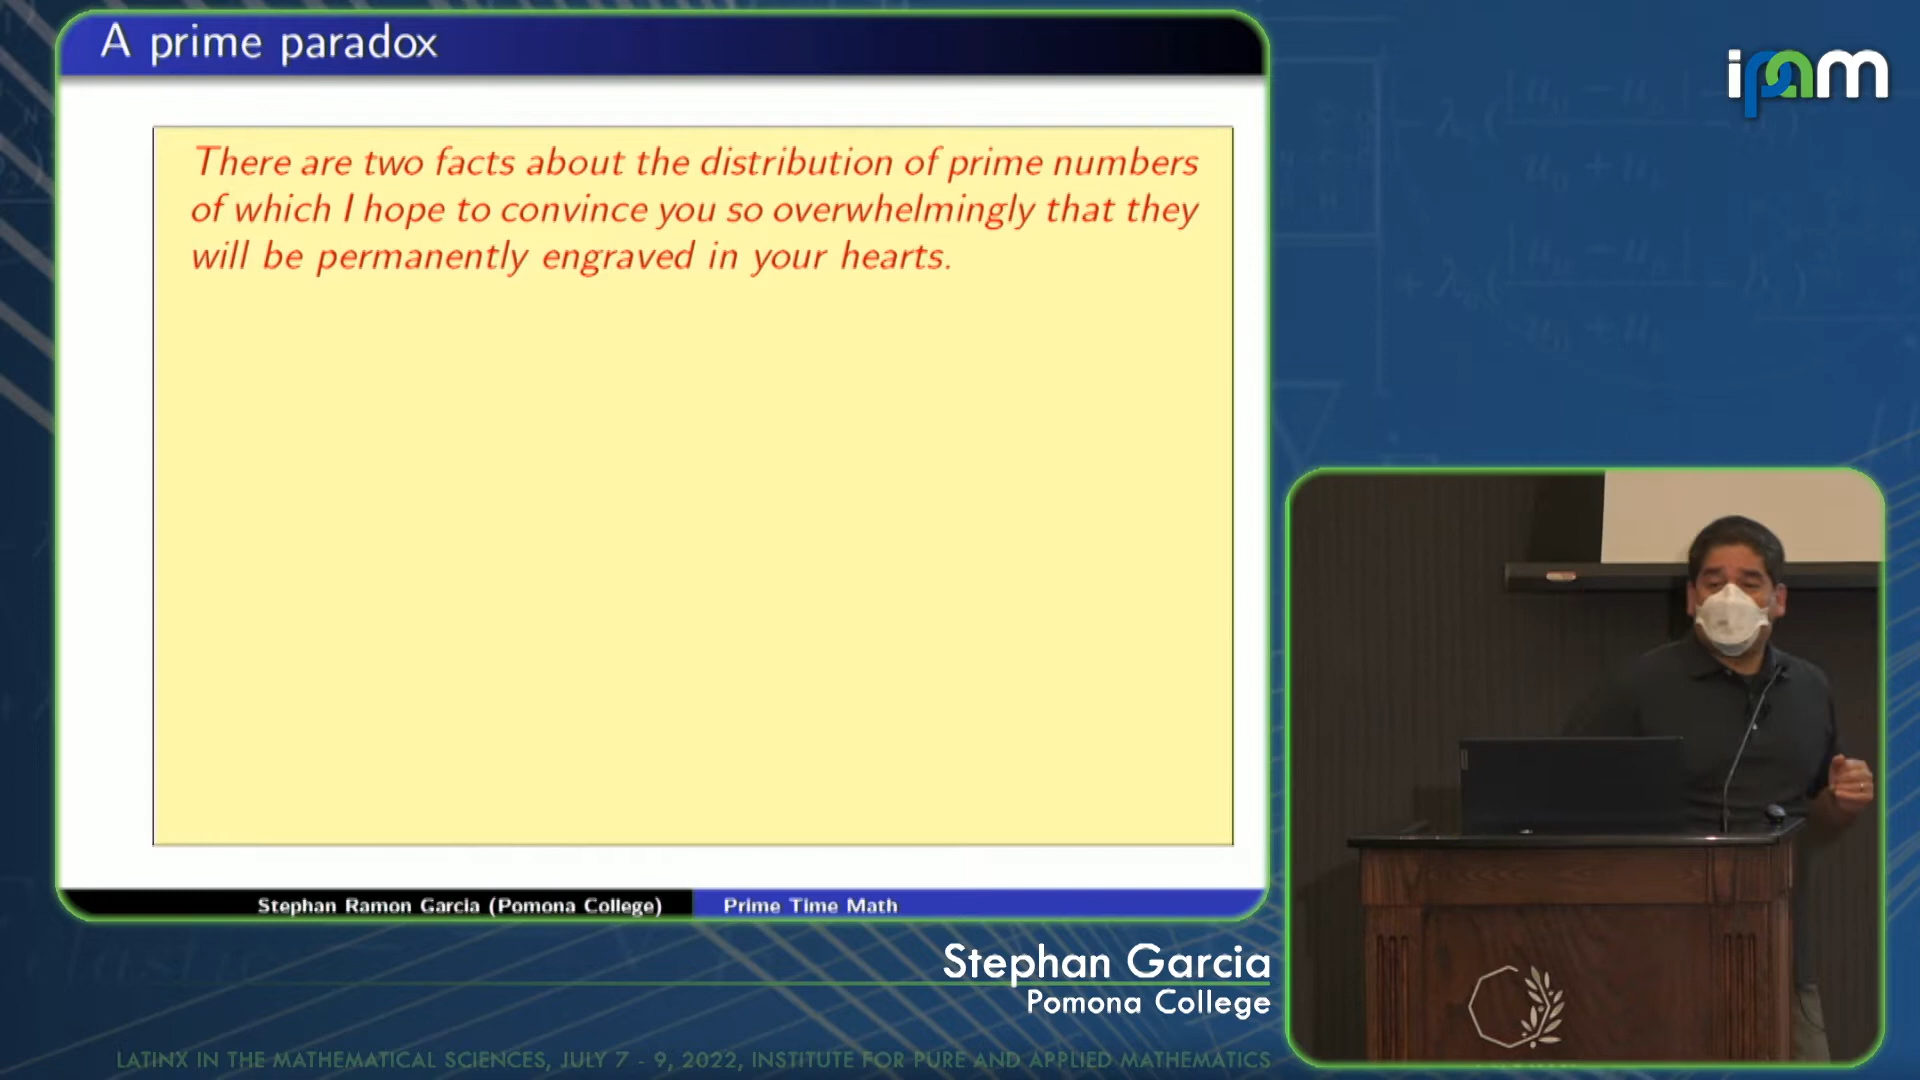 A prime paradox
ipam
There are two facts about the distribution of prime numbers
of which I hope to convince you so overwhelmingly that they
will be permanently engraved in your hearts.
Stephan Ramon Garcia (Pomona College)
Prime Time Math
Stephan Garcia
Pomona College
LATINX IN THE MATHEMATICAL SCIENCES, JULY 7 - 9, 2022, INSTITUTE FOR PURE AND APPLIED MATHEMATICS